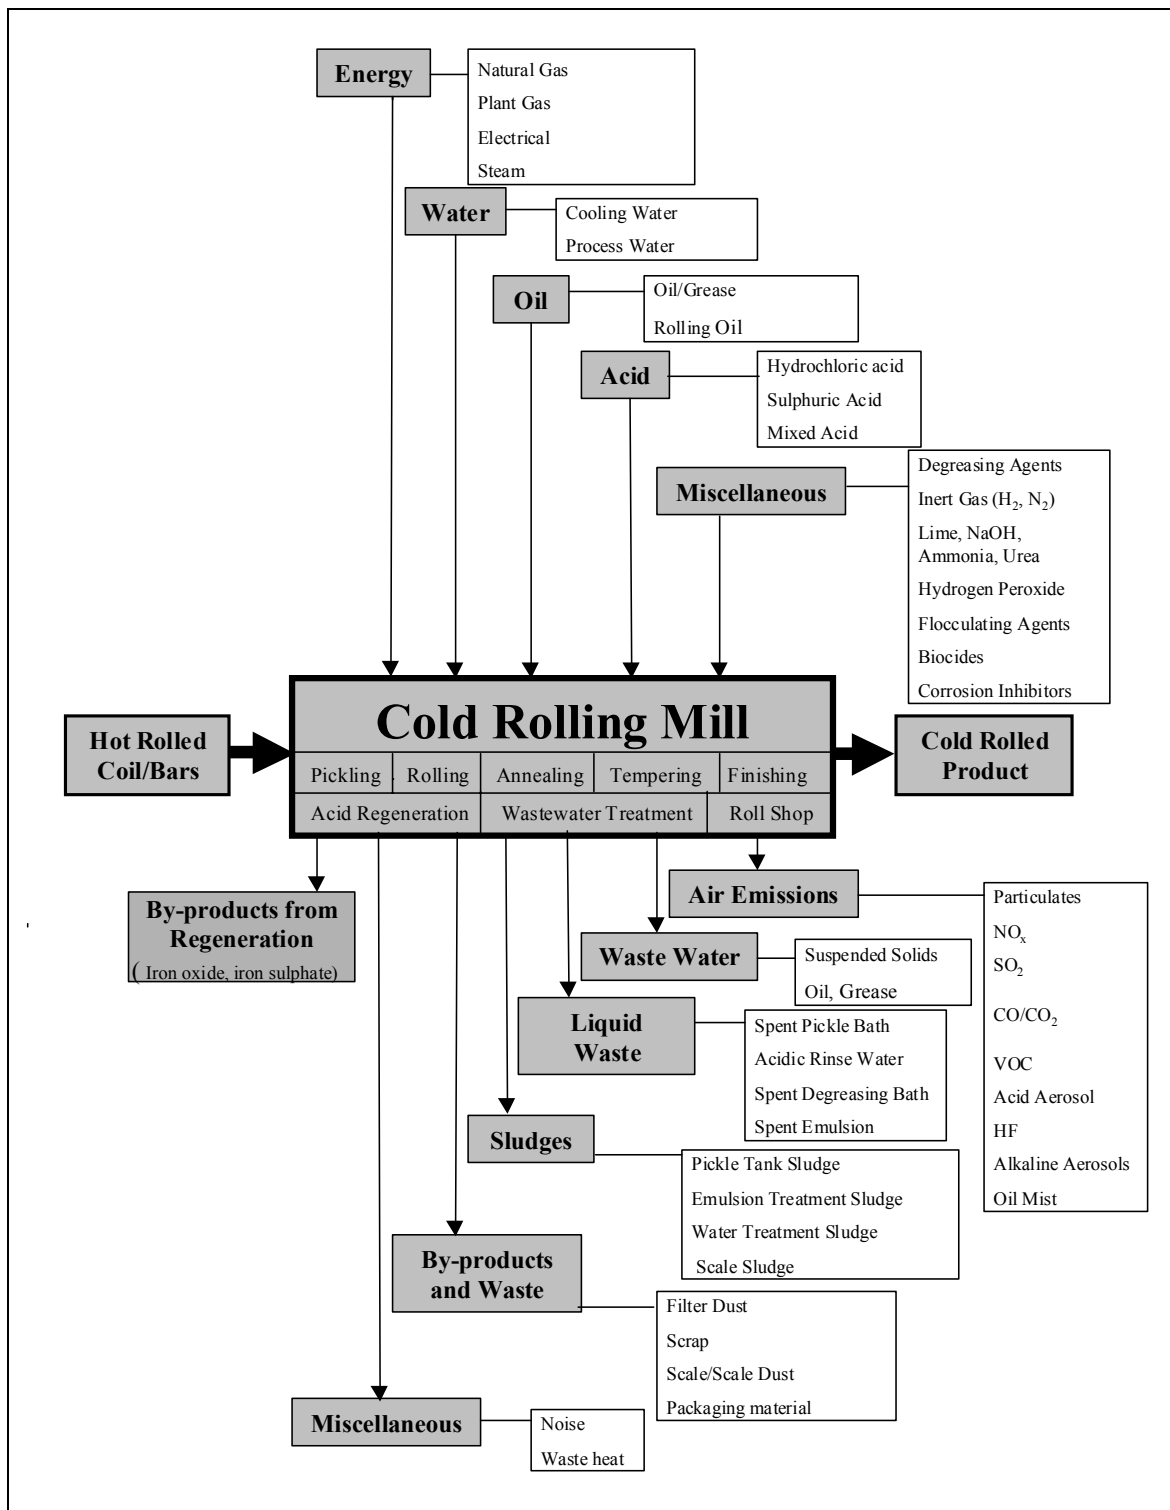 Energy
Natural Gas
Plant Gas
Electrical
Steam
Water
Cooling Water
Process Water
Oil
Oil/Grease
Rolling Oil
Acid
Hydrochloric acid
Sulphuric Acid
Mixed Acid
Miscellaneous
Degreasing Agents
Inert Gas (H₂, N₂)
Lime, NaOH,
Ammonia, Urea
Hydrogen Peroxide
Flocculating Agents
Biocides
Corrosion Inhibitors
Hot Rolled
Coil/Bars
Cold Rolling Mill
Pickling
Rolling
Annealing
Tempering
Finishing
Acid Regeneration
Wastewater Treatment
Roll Shop
Cold Rolled
Product
By-products from
Regeneration
( Iron oxide, iron sulphate)
Air Emissions
Particulates
NOₓ
SO₂
CO/CO₂
VOC
Acid Aerosol
HF
Alkaline Aerosols
Oil Mist
Waste Water
Suspended Solids
Oil, Grease
Liquid
Waste
Spent Pickle Bath
Acidic Rinse Water
Spent Degreasing Bath
Spent Emulsion
Sludges
Pickle Tank Sludge
Emulsion Treatment Sludge
Water Treatment Sludge
Scale Sludge
By-products
and Waste
Filter Dust
Scrap
Scale/Scale Dust
Packaging material
Miscellaneous
Noise
Waste heat